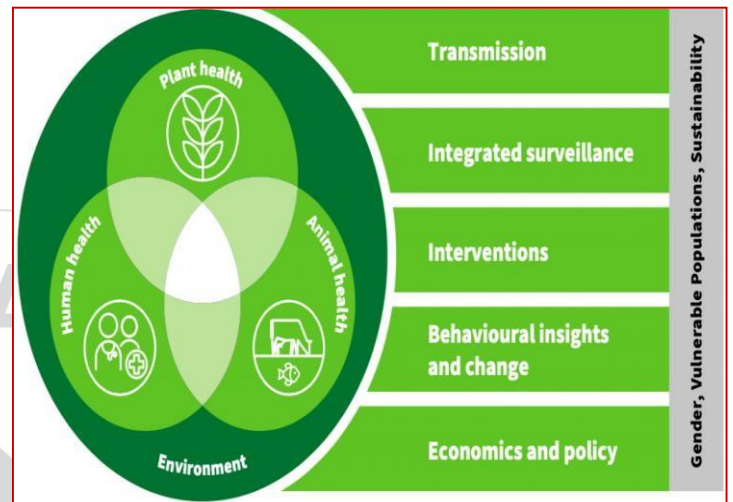 Plant health
Human health
Animal health
Environment
Transmission
Integrated surveillance
Interventions
Behavioural insights
and change
Economics and policy
Gender, Vulnerable Populations, Sustainability